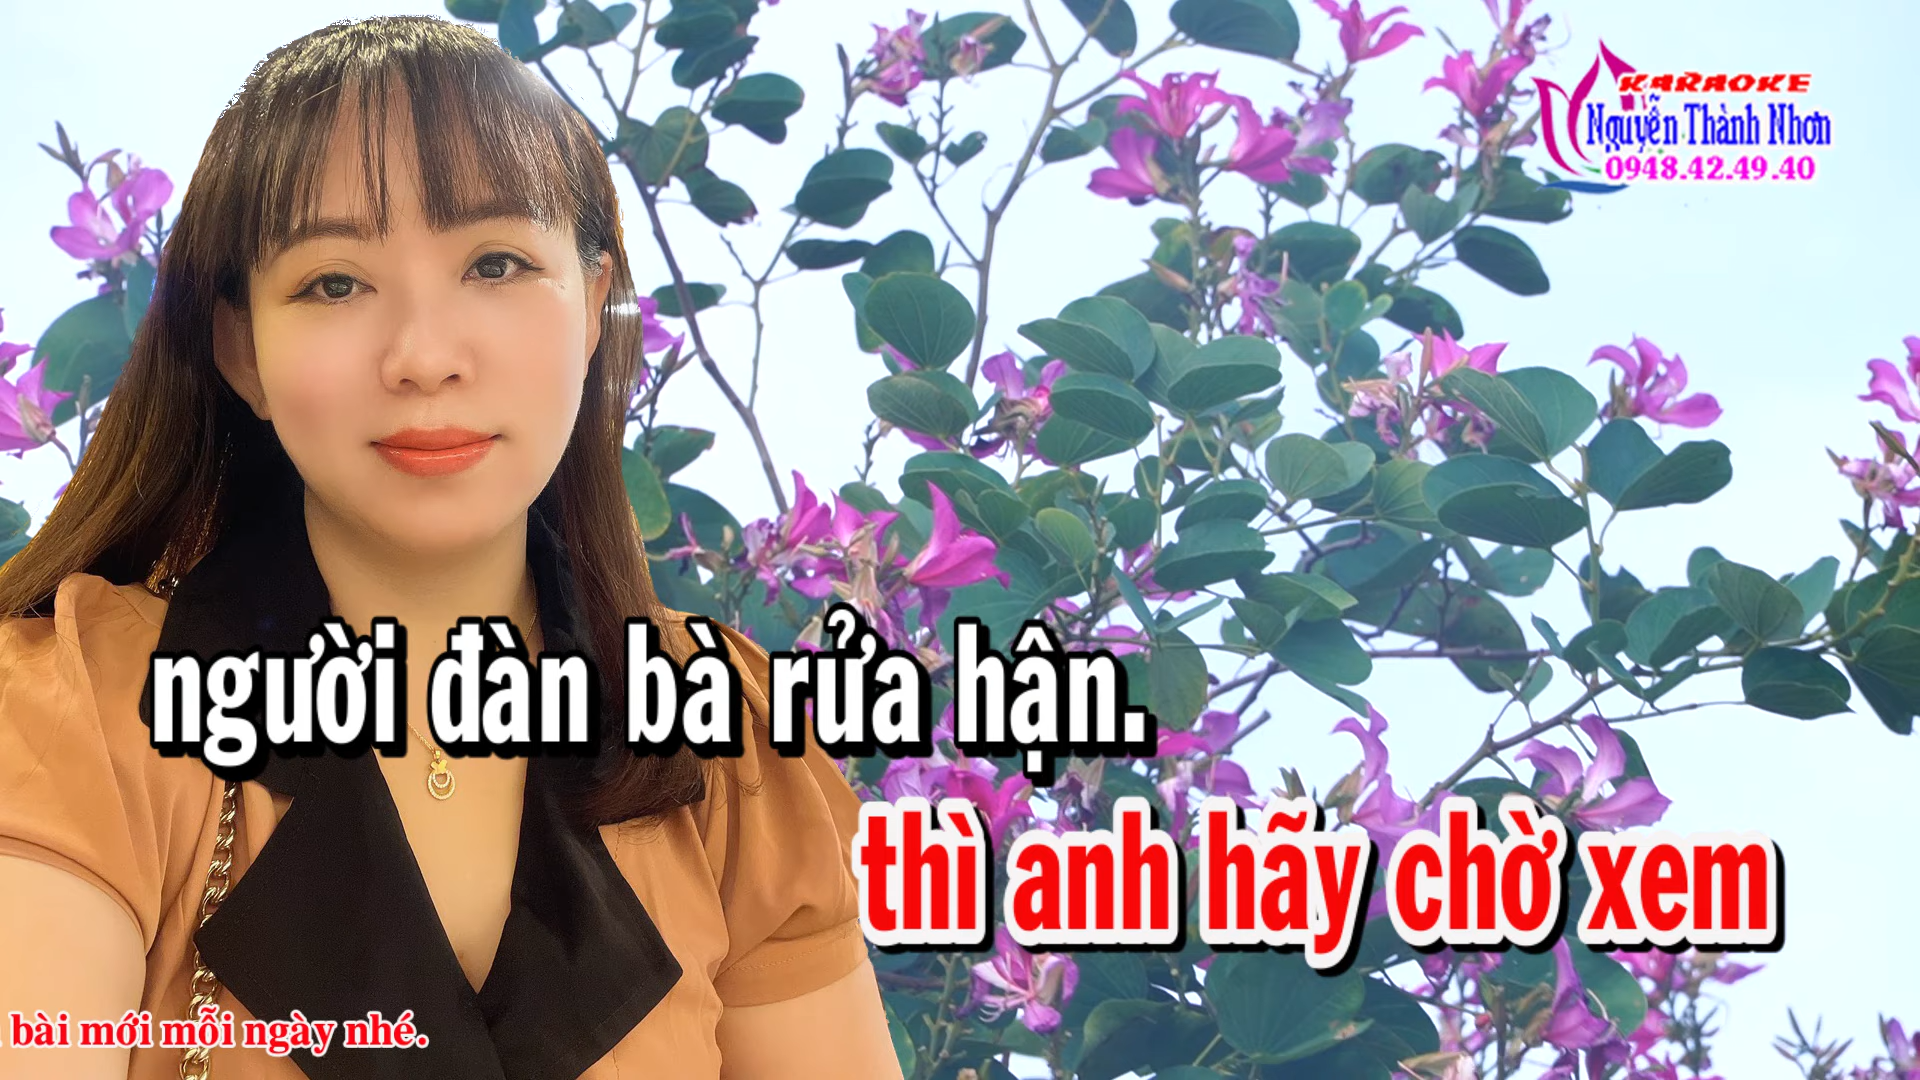 KARAOKE
Nguyễn Thành Nhơn
0948.42.49.40
người đàn bà rửa hận.
thì anh hãy chờ xem
bài mới mỗi ngày nhé.